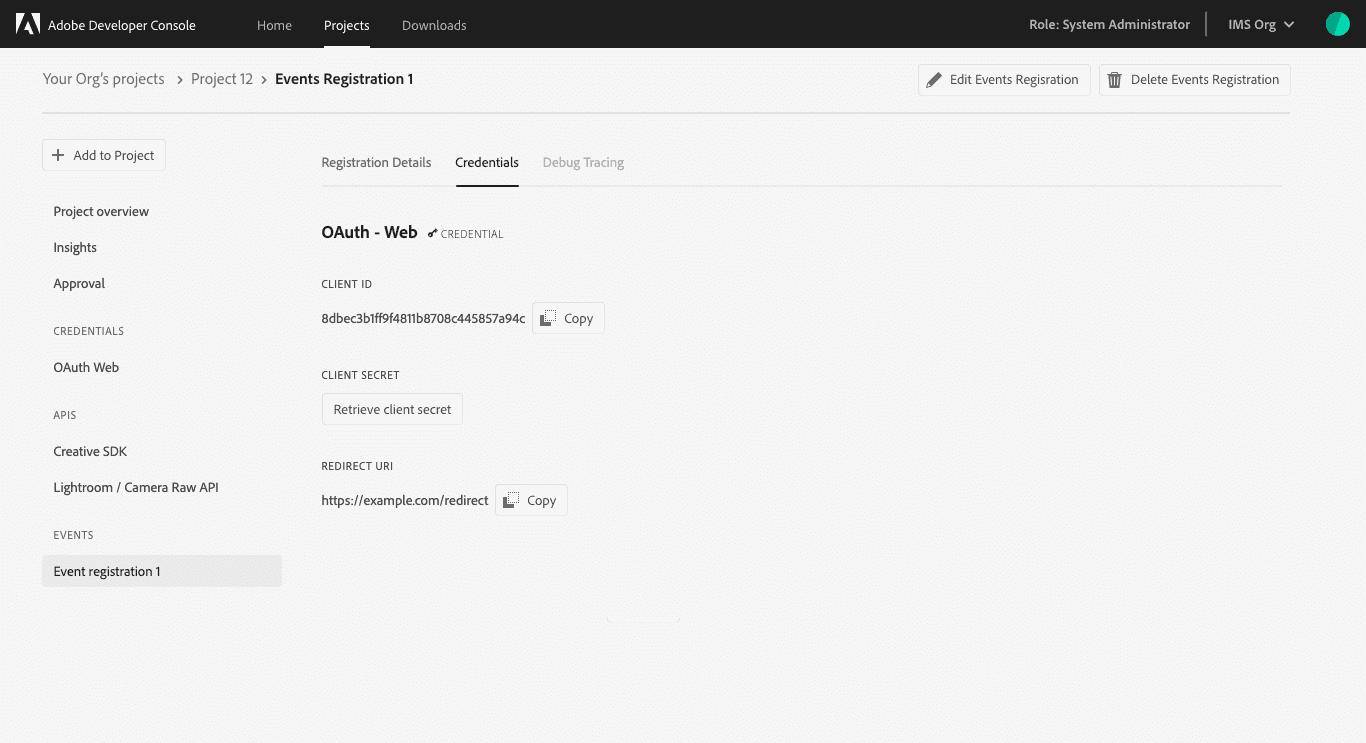 Adobe Developer Console Home Projects Downloads Role: System Administrator IMS Org
Your Org's projects > Project 12 > Events Registration 1 Edit Events Regisration Delete Events Registration
Add to Project
Registration Details Credentials Debug Tracing
Project overview
Insights
Approval
CREDENTIALS
OAuth Web
APIS
Creative SDK
Lightroom / Camera Raw API
EVENTS
Event registration 1
OAuth - Web CREDENTIAL
CLIENT ID
8dbec3b1ff9f4811b8708c445857a94c Copy
CLIENT SECRET
Retrieve client secret
REDIRECT URI
https://example.com/redirect Copy